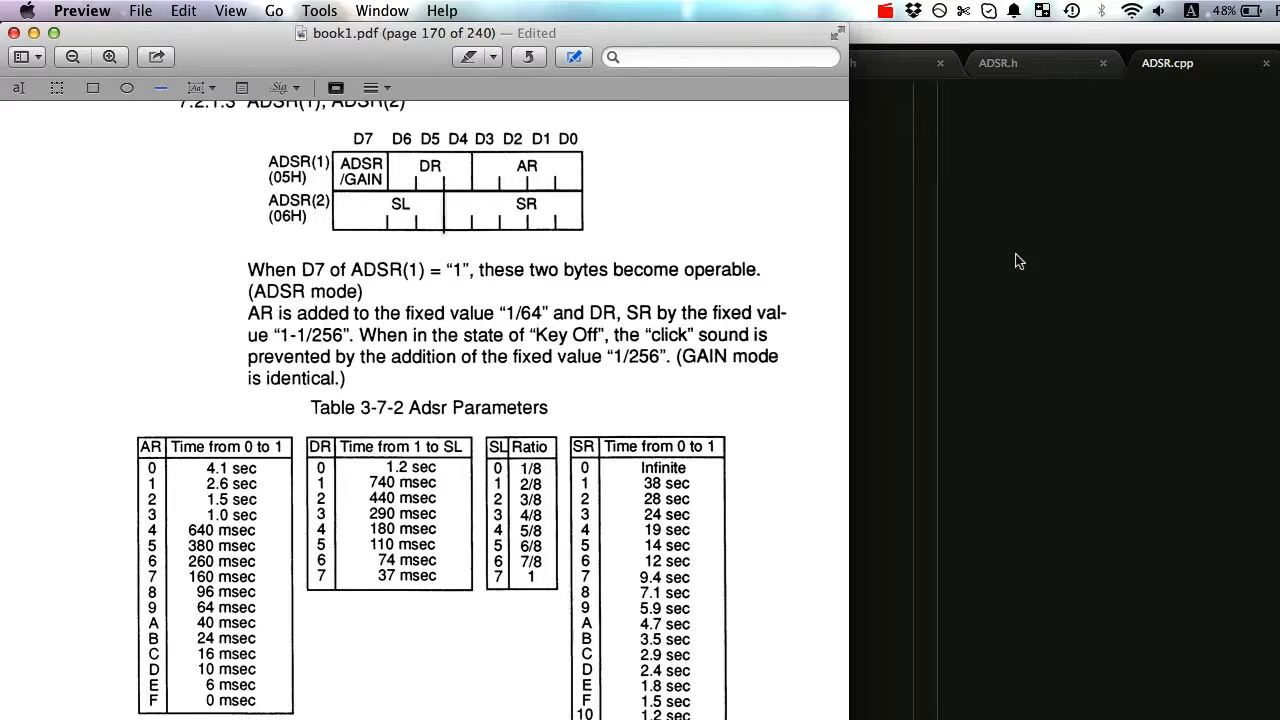 Preview File Edit View Go Tools Window Help 48%
book1.pdf (page 170 of 240) — Edited
h ADSR.h ADSR.cpp
7.2.1.3 ADSR(1), ADSR(2)
D7 D6 D5 D4 D3 D2 D1 D0
ADSR(1) (05H) ADSR /GAIN DR AR
ADSR(2) (06H) SL SR
When D7 of ADSR(1) = “1”, these two bytes become operable.
(ADSR mode)
AR is added to the fixed value “1/64” and DR, SR by the fixed val-
ue “1-1/256”. When in the state of “Key Off”, the “click” sound is
prevented by the addition of the fixed value “1/256”. (GAIN mode
is identical.)
Table 3-7-2 Adsr Parameters
AR Time from 0 to 1 DR Time from 1 to SL SL Ratio SR Time from 0 to 1
0 4.1 sec 0 1.2 sec 0 1/8 0 Infinite
1 2.6 sec 1 740 msec 1 2/8 1 38 sec
2 1.5 sec 2 440 msec 2 3/8 2 28 sec
3 1.0 sec 3 290 msec 3 4/8 3 24 sec
4 640 msec 4 180 msec 4 5/8 4 19 sec
5 380 msec 5 110 msec 5 6/8 5 14 sec
6 260 msec 6 74 msec 6 7/8 6 12 sec
7 160 msec 7 37 msec 7 1 7 9.4 sec
8 96 msec 8 7.1 sec
9 64 msec 9 5.9 sec
A 40 msec A 4.7 sec
B 24 msec B 3.5 sec
C 16 msec C 2.9 sec
D 10 msec D 2.4 sec
E 6 msec E 1.8 sec
F 0 msec F 1.5 sec
10 1.2 sec